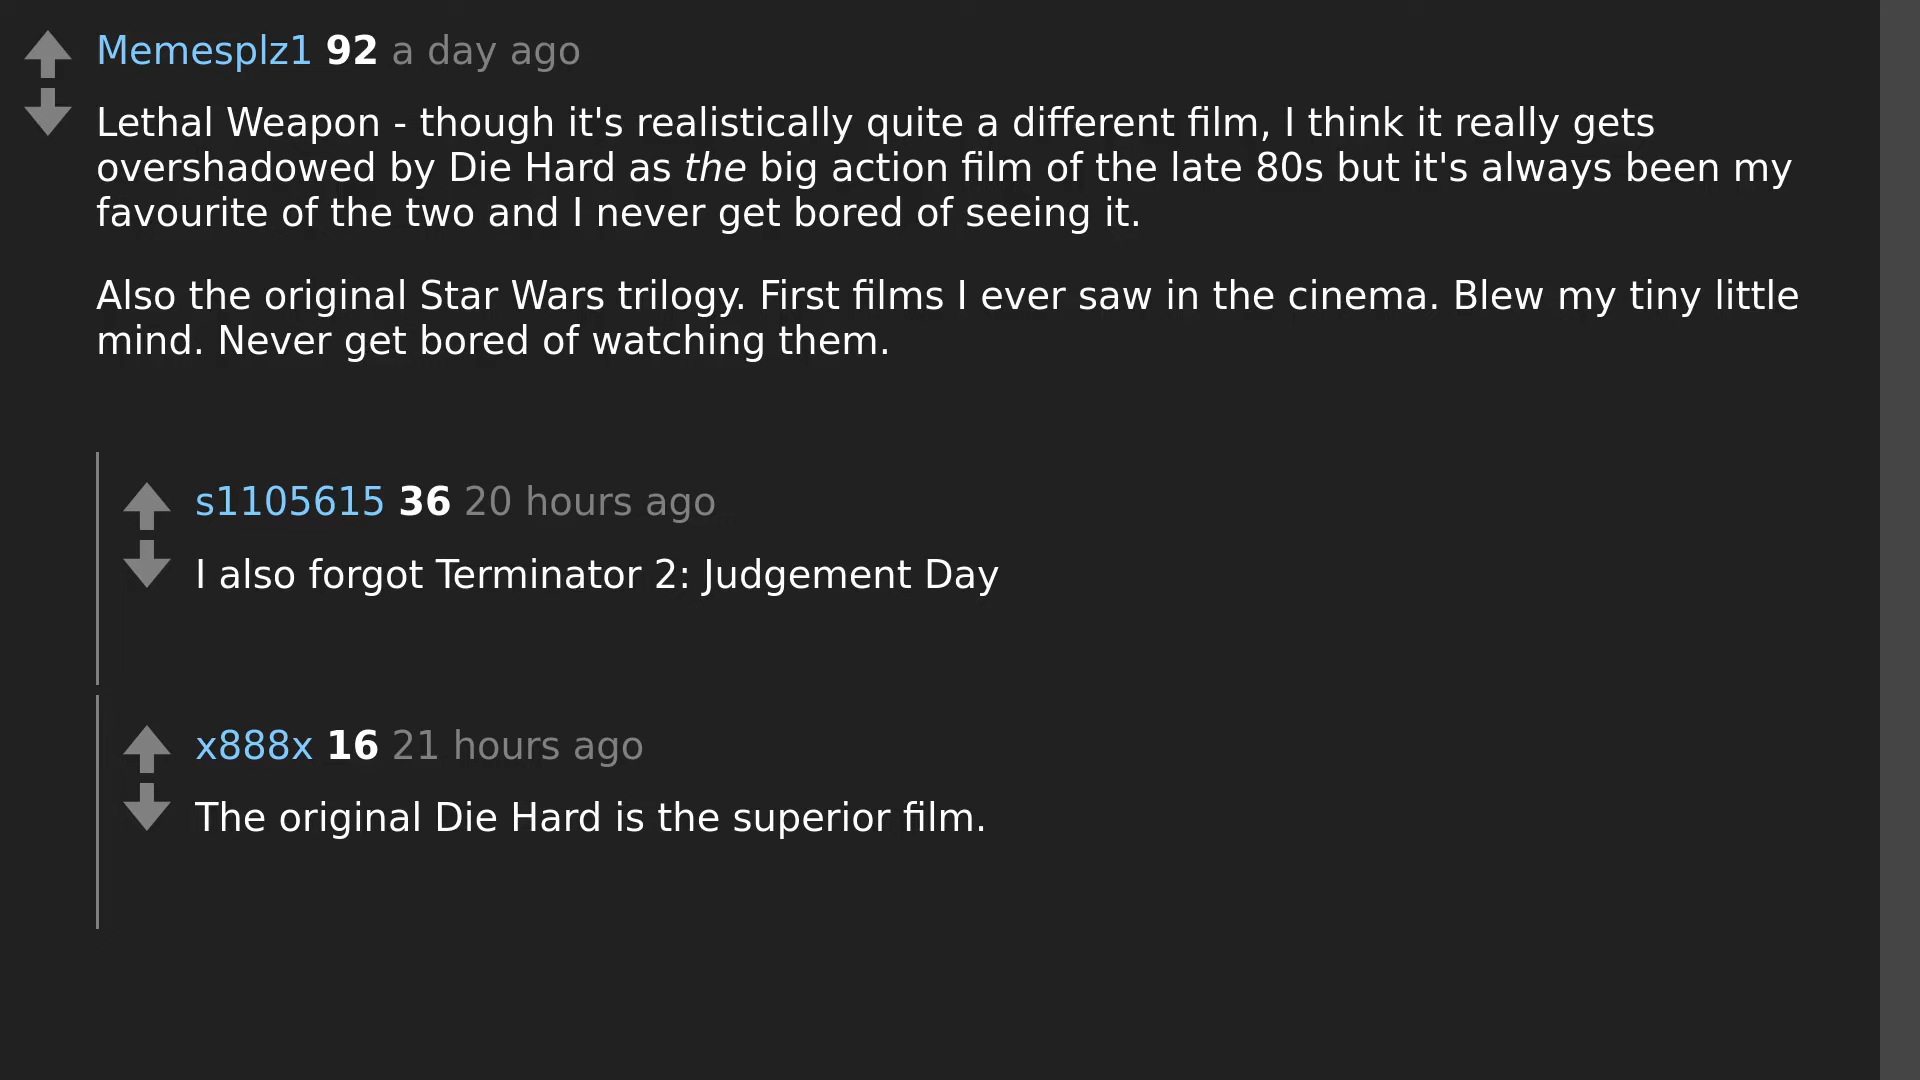 Memesplz1 92 a day ago
Lethal Weapon - though it's realistically quite a different film, I think it really gets
overshadowed by Die Hard as the big action film of the late 80s but it's always been my
favourite of the two and I never get bored of seeing it.
Also the original Star Wars trilogy. First films I ever saw in the cinema. Blew my tiny little
mind. Never get bored of watching them.
s1105615 36 20 hours ago
I also forgot Terminator 2: Judgement Day
x888x 16 21 hours ago
The original Die Hard is the superior film.